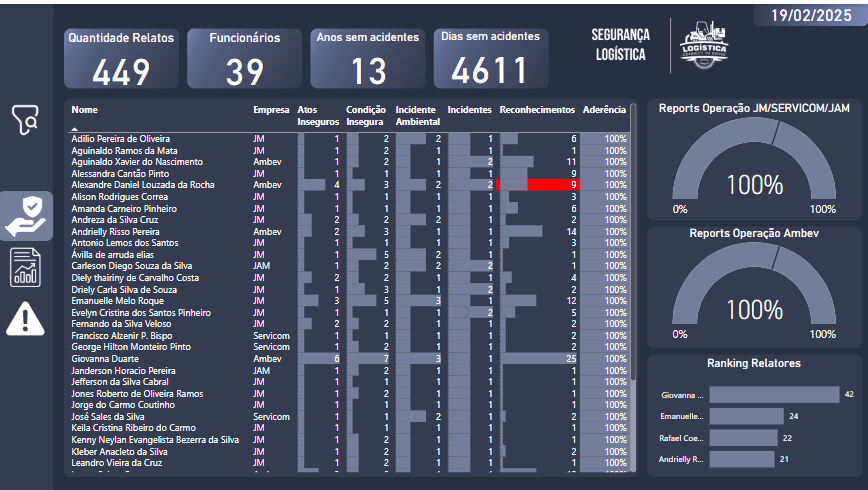 19/02/2025
Quantidade Relatos
449
Funcionários
39
Anos sem acidentes
13
Dias sem acidentes
4611
SEGURANÇA
LOGÍSTICA
LOGÍSTICA
Nome Empresa Atos Inseguros Condição Insegura Incidente Ambiental Incidentes Reconhecimentos Aderência
Adilio Pereira de Oliveira JM 1 2 2 1 6 100%
Aguinaldo Ramos da Mata JM 1 2 1 1 1 100%
Aguinaldo Xavier do Nascimento Ambev 1 2 1 2 11 100%
Alessandra Cantão Pinto JM 1 1 1 1 9 100%
Alexandre Daniel Louzada da Rocha Ambev 4 3 2 2 9 100%
Alison Rodrigues Correa JM 1 1 1 1 3 100%
Amanda Carneiro Pinheiro JM 1 1 1 1 6 100%
Andreza da Silva Cruz JM 2 2 2 1 2 100%
Andrielly Risso Pereira Ambev 2 3 1 1 14 100%
Antonio Lemos dos Santos JM 1 1 1 1 3 100%
Ávilla de arruda elias JM 1 5 2 1 1 100%
Carleson Diego Souza da Silva JAM 1 2 2 2 1 100%
Diely thairiny de Carvalho Costa JM 2 2 1 1 4 100%
Driely Carla Silva de Souza JM 1 3 1 2 2 100%
Emanuelle Melo Roque JM 3 5 3 1 12 100%
Evelyn Cristina dos Santos Pinheiro JM 1 1 1 2 5 100%
Fernando da Silva Veloso JM 2 2 1 1 2 100%
Francisco Alzenir P. Bispo Servicom 1 1 1 1 2 100%
George Hilton Monteiro Pinto Servicom 1 2 1 1 2 100%
Giovanna Duarte Ambev 6 7 3 1 25 100%
Janderson Horacio Pereira JAM 1 2 1 1 1 100%
Jefferson da Silva Cabral JM 1 1 1 1 1 100%
Jones Roberto de Oliveira Ramos JM 1 2 1 1 1 100%
Jorge do Carmo Coutinho JM 1 1 1 1 1 100%
José Sales da Silva Servicom 1 1 2 1 2 100%
Keila Cristina Ribeiro do Carmo JM 1 1 1 1 1 100%
Kenny Neylan Evangelista Bezerra da Silva JM 1 2 1 1 1 100%
Kleber Anacleto da Silva JM 1 2 1 1 2 100%
Leandro Vieira da Cruz JM 1 2 1 1 1 100%
Reports Operação JM/SERVICOM/JAM
100%
0% 100%
Reports Operação Ambev
100%
0% 100%
Ranking Relatores
Giovanna ... 42
Emanuelle... 24
Rafael Coe... 22
Andrielly R... 21